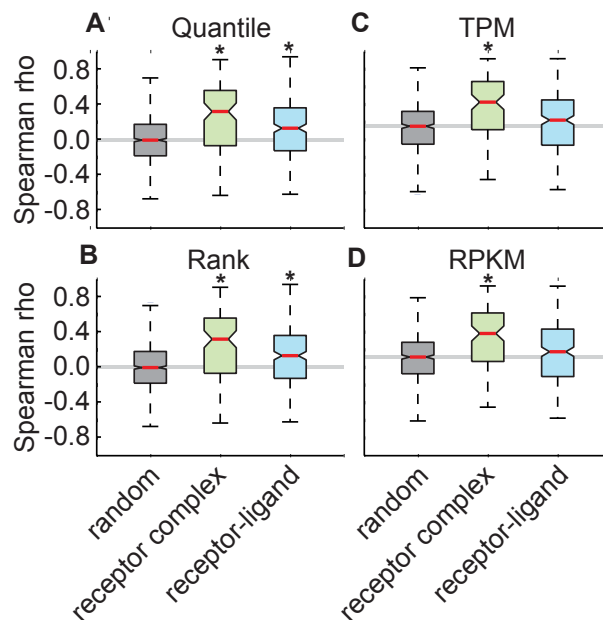 A Quantile
C TPM
Spearman rho
0.8
0.4
0.0
-0.4
-0.8
* *
*
B Rank
D RPKM
Spearman rho
0.8
0.4
0.0
-0.4
-0.8
* *
*
random
receptor complex
receptor-ligand
random
receptor complex
receptor-ligand